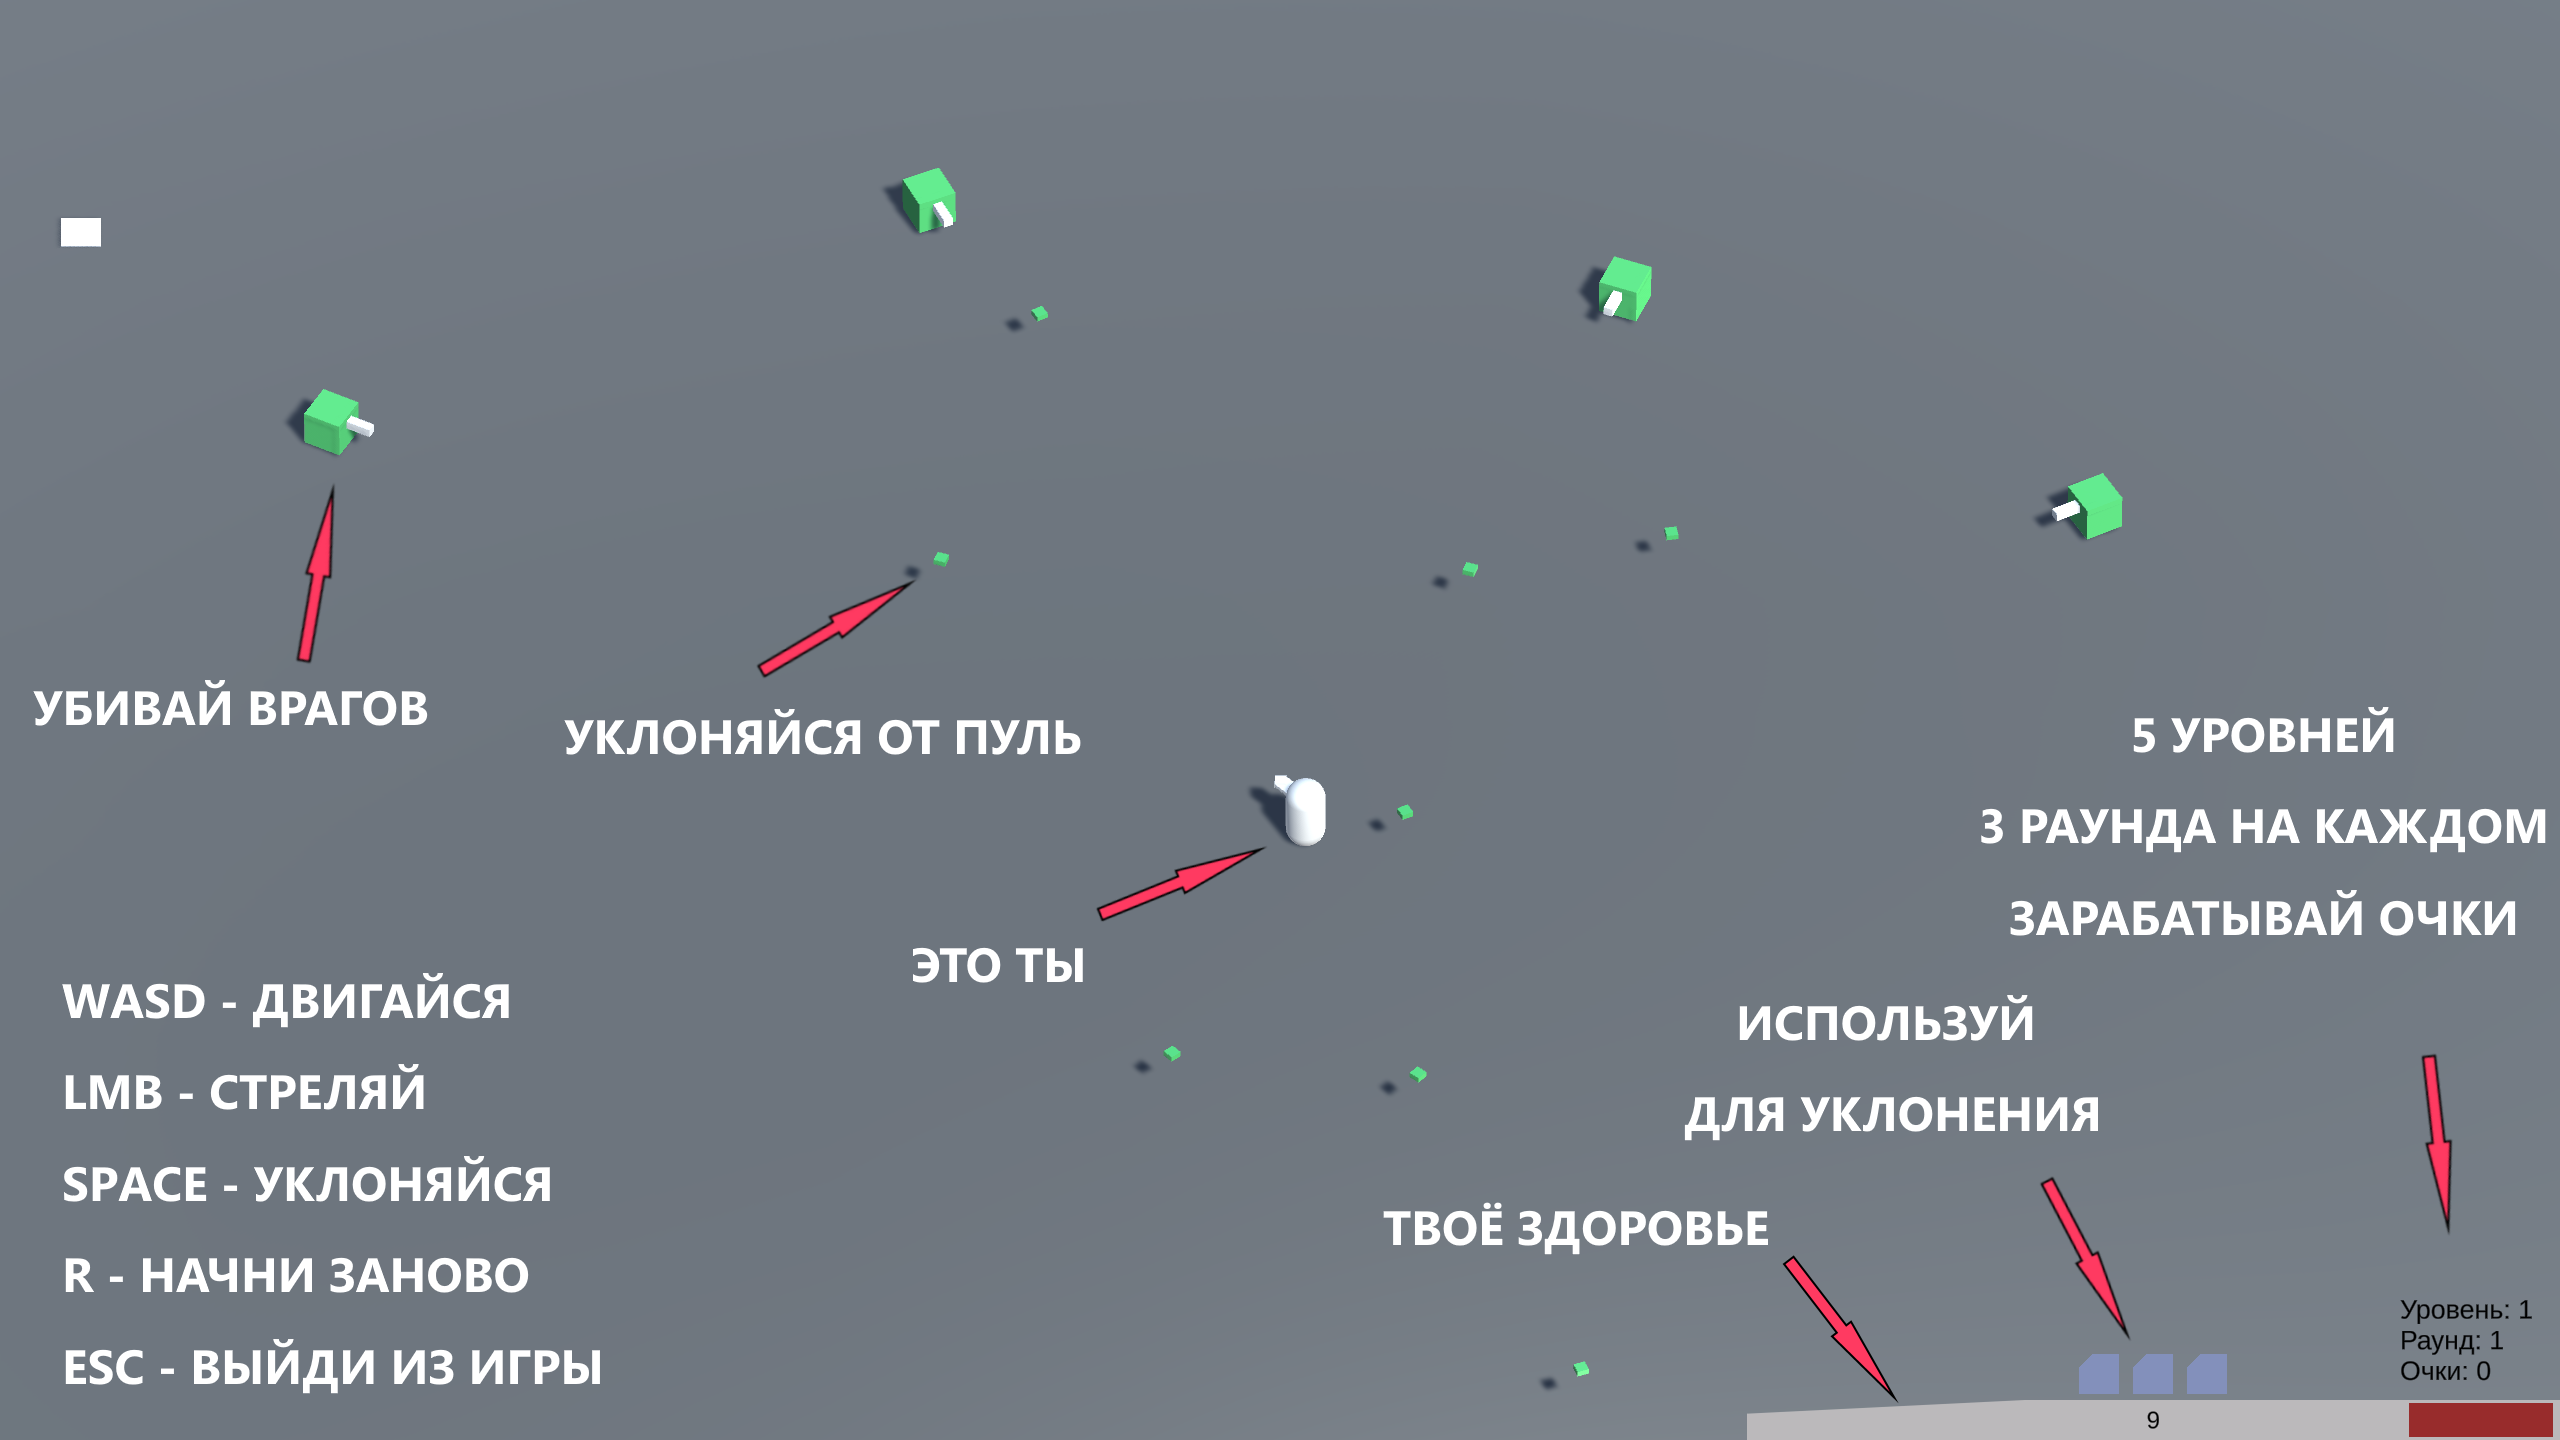 УБИВАЙ ВРАГОВ
УКЛОНЯЙСЯ ОТ ПУЛЬ
ЭТО ТЫ
5 УРОВНЕЙ
3 РАУНДА НА КАЖДОМ
ЗАРАБАТЫВАЙ ОЧКИ
WASD - ДВИГАЙСЯ
LMB - СТРЕЛЯЙ
SPACE - УКЛОНЯЙСЯ
R - НАЧНИ ЗАНОВО
ESC - ВЫЙДИ ИЗ ИГРЫ
ИСПОЛЬЗУЙ
ДЛЯ УКЛОНЕНИЯ
ТВОЁ ЗДОРОВЬЕ
Уровень: 1
Раунд: 1
Очки: 0
9